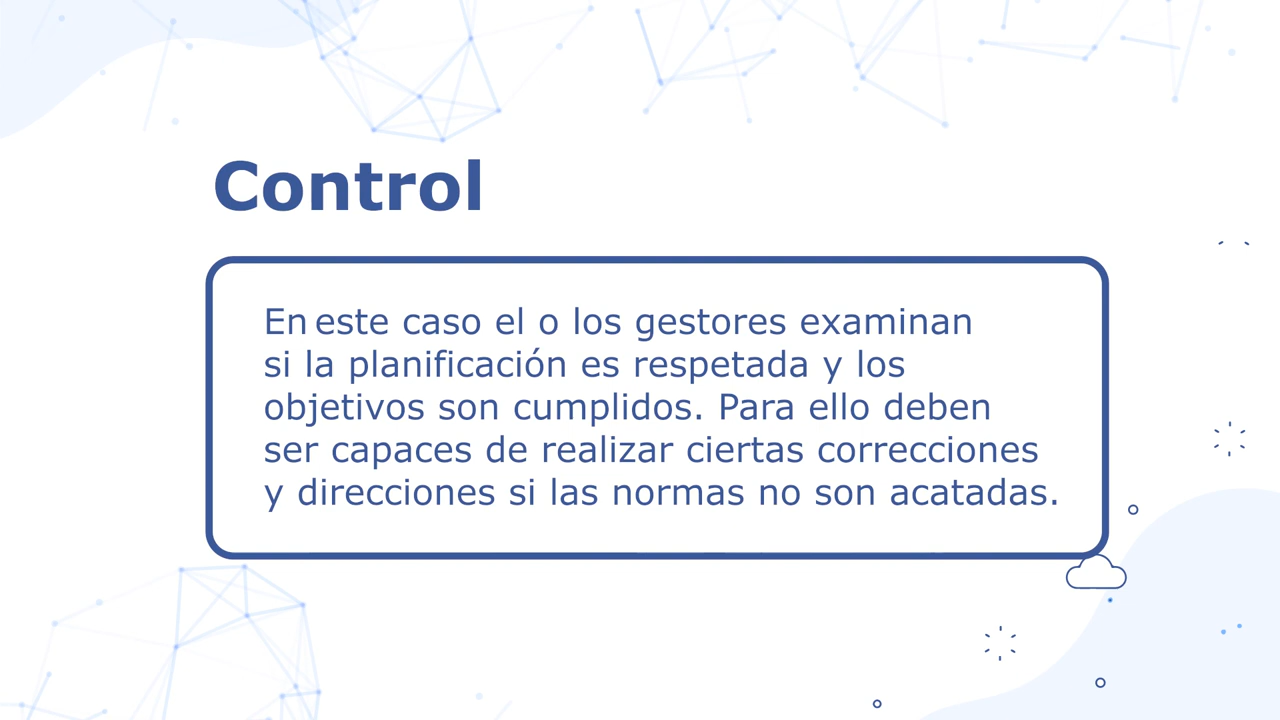 Control
En este caso el o los gestores examinan
si la planificación es respetada y los
objetivos son cumplidos. Para ello deben
ser capaces de realizar ciertas correcciones
y direcciones si las normas no son acatadas.